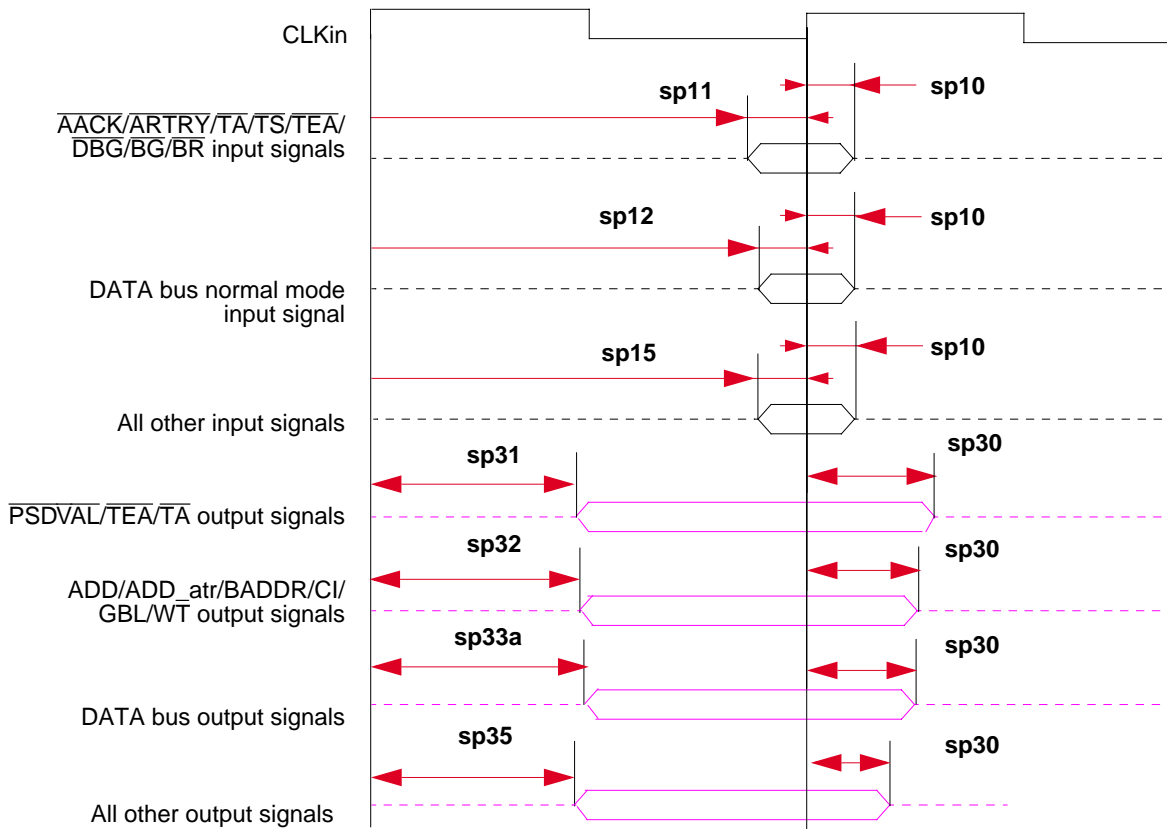 CLKin
sp11
sp10
AACK/ARTRY/TA/TS/TEA/
DBG/BG/BR input signals
sp12
sp10
DATA bus normal mode
input signal
sp15
sp10
All other input signals
sp31
sp30
PSDVAL/TEA/TA output signals
sp32
sp30
ADD/ADD_atr/BADDR/CI/
GBL/WT output signals
sp33a
sp30
DATA bus output signals
sp35
sp30
All other output signals